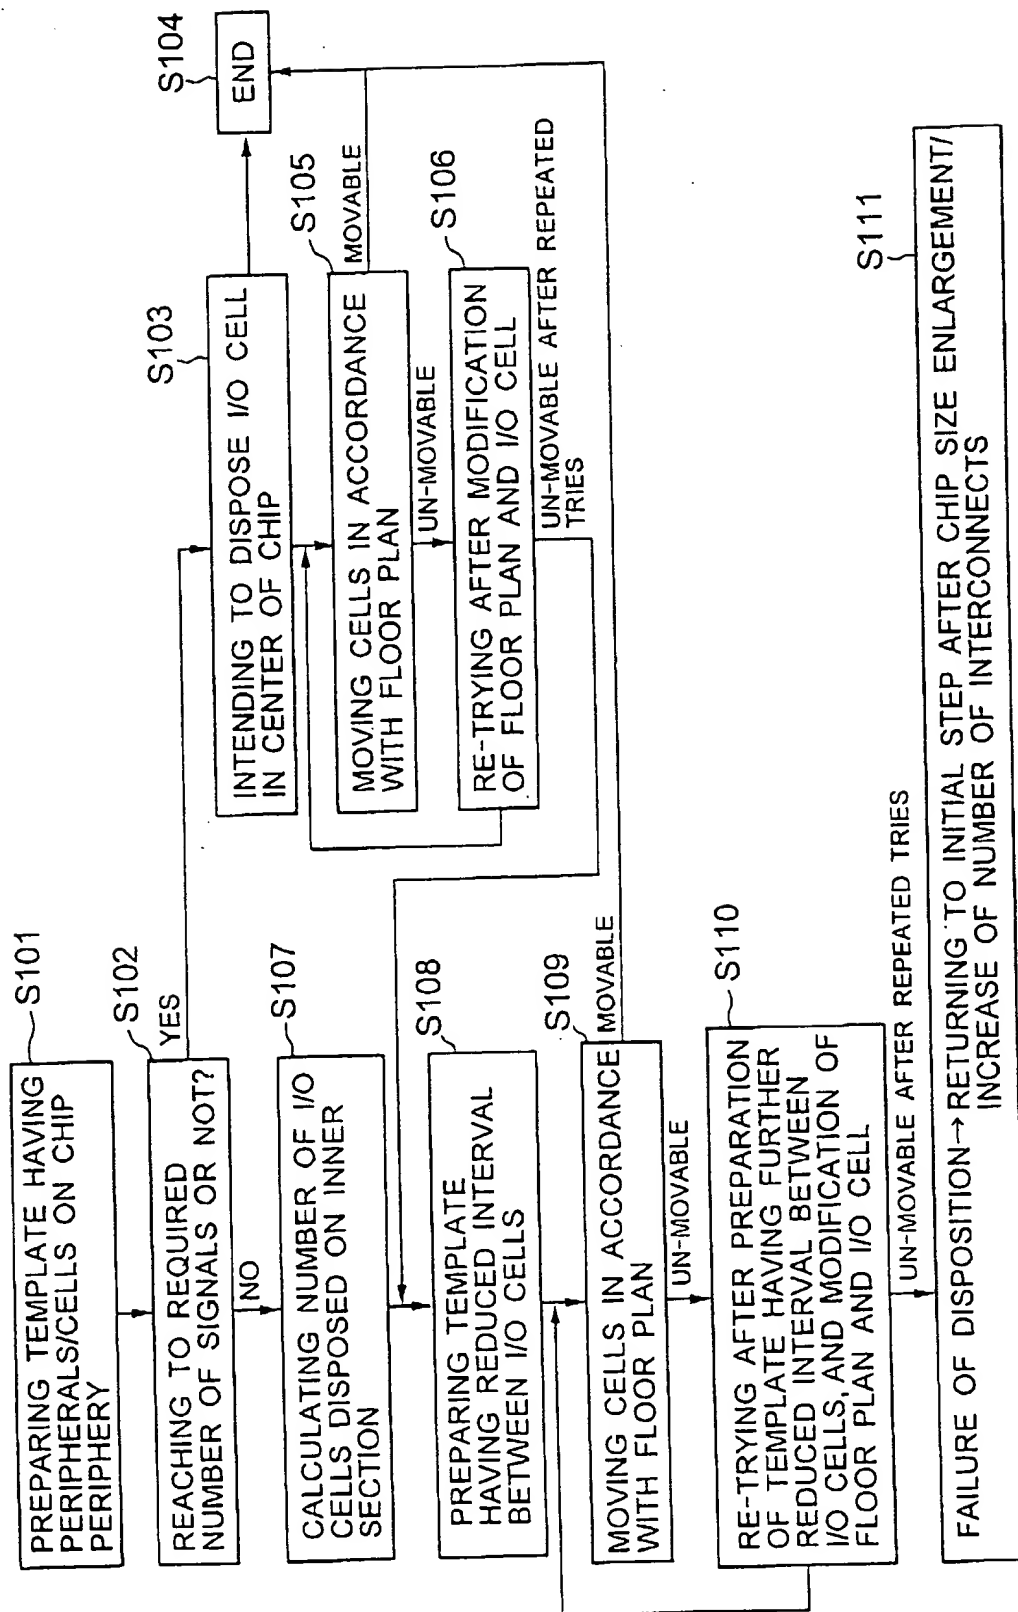 PREPARING TEMPLATE HAVING
PERIPHERALS/CELLS ON CHIP
PERIPHERY
S101
REACHING TO REQUIRED
NUMBER OF SIGNALS OR NOT?
S102
YES
NO
CALCULATING NUMBER OF I/O
CELLS DISPOSED ON INNER
SECTION
S107
PREPARING TEMPLATE
HAVING REDUCED INTERVAL
BETWEEN I/O CELLS
S108
MOVING CELLS IN ACCORDANCE
WITH FLOOR PLAN
S109
MOVABLE
UN-MOVABLE
RE-TRYING AFTER PREPARATION
OF TEMPLATE HAVING FURTHER
REDUCED INTERVAL BETWEEN
I/O CELLS, AND MODIFICATION OF
FLOOR PLAN AND I/O CELL
S110
UN-MOVABLE AFTER REPEATED TRIES
FAILURE OF DISPOSITION→RETURNING TO INITIAL STEP AFTER CHIP SIZE ENLARGEMENT/
INCREASE OF NUMBER OF INTERCONNECTS
S111
INTENDING TO DISPOSE I/O CELL
IN CENTER OF CHIP
S103
END
S104
MOVING CELLS IN ACCORDANCE
WITH FLOOR PLAN
S105
MOVABLE
UN-MOVABLE
RE-TRYING AFTER MODIFICATION
OF FLOOR PLAN AND I/O CELL
S106
UN-MOVABLE AFTER REPEATED
TRIES